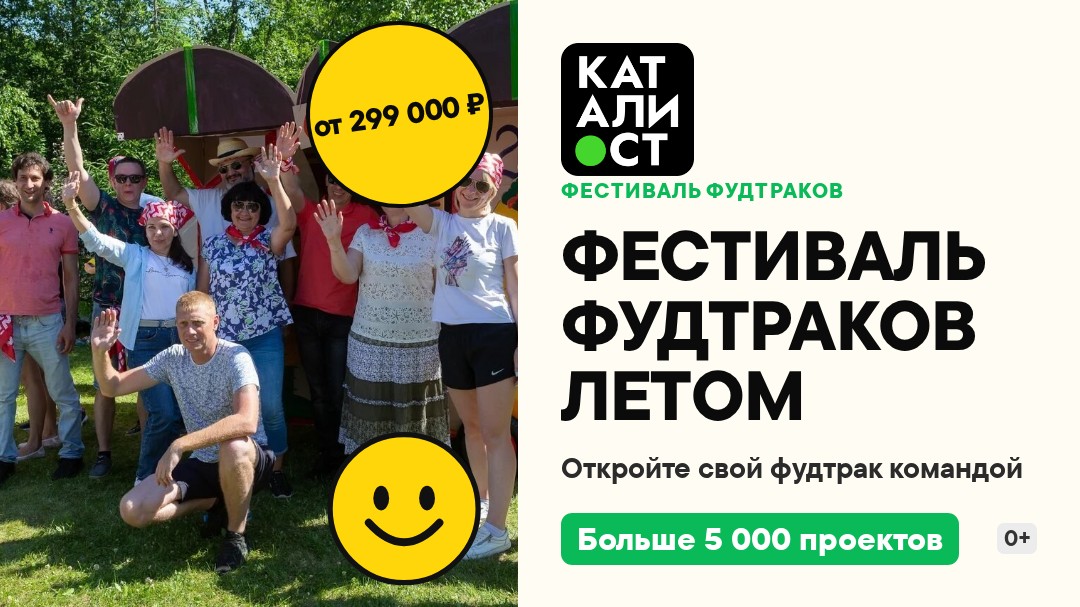 от 299 000 ₽
КАТ
АЛИ
СТ
ФЕСТИВАЛЬ ФУДТРАКОВ
ФЕСТИВАЛЬ
ФУДТРАКОВ
ЛЕТОМ
Откройте свой фудтрак командой
Больше 5 000 проектов
0+